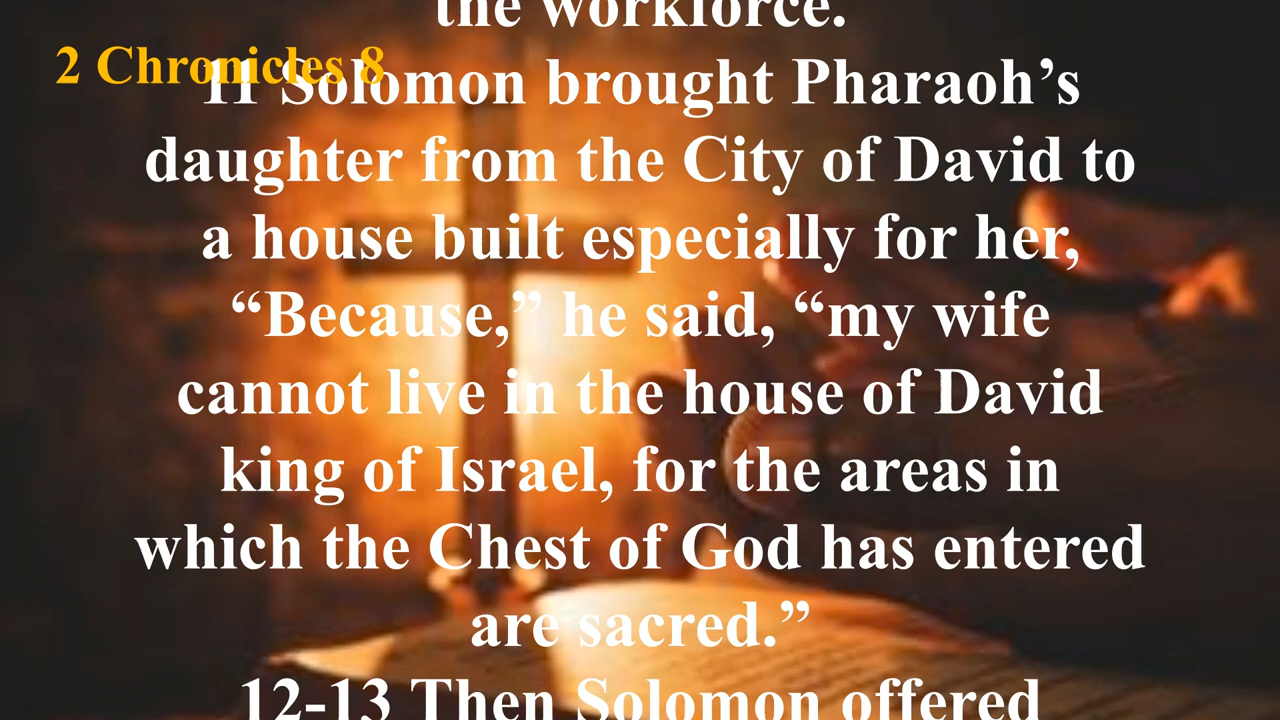 the workforce.
2 Chronicles 8
11 Solomon brought Pharaoh’s
daughter from the City of David to
a house built especially for her,
“Because,” he said, “my wife
cannot live in the house of David
king of Israel, for the areas in
which the Chest of God has entered
are sacred.”
12-13 Then Solomon offered